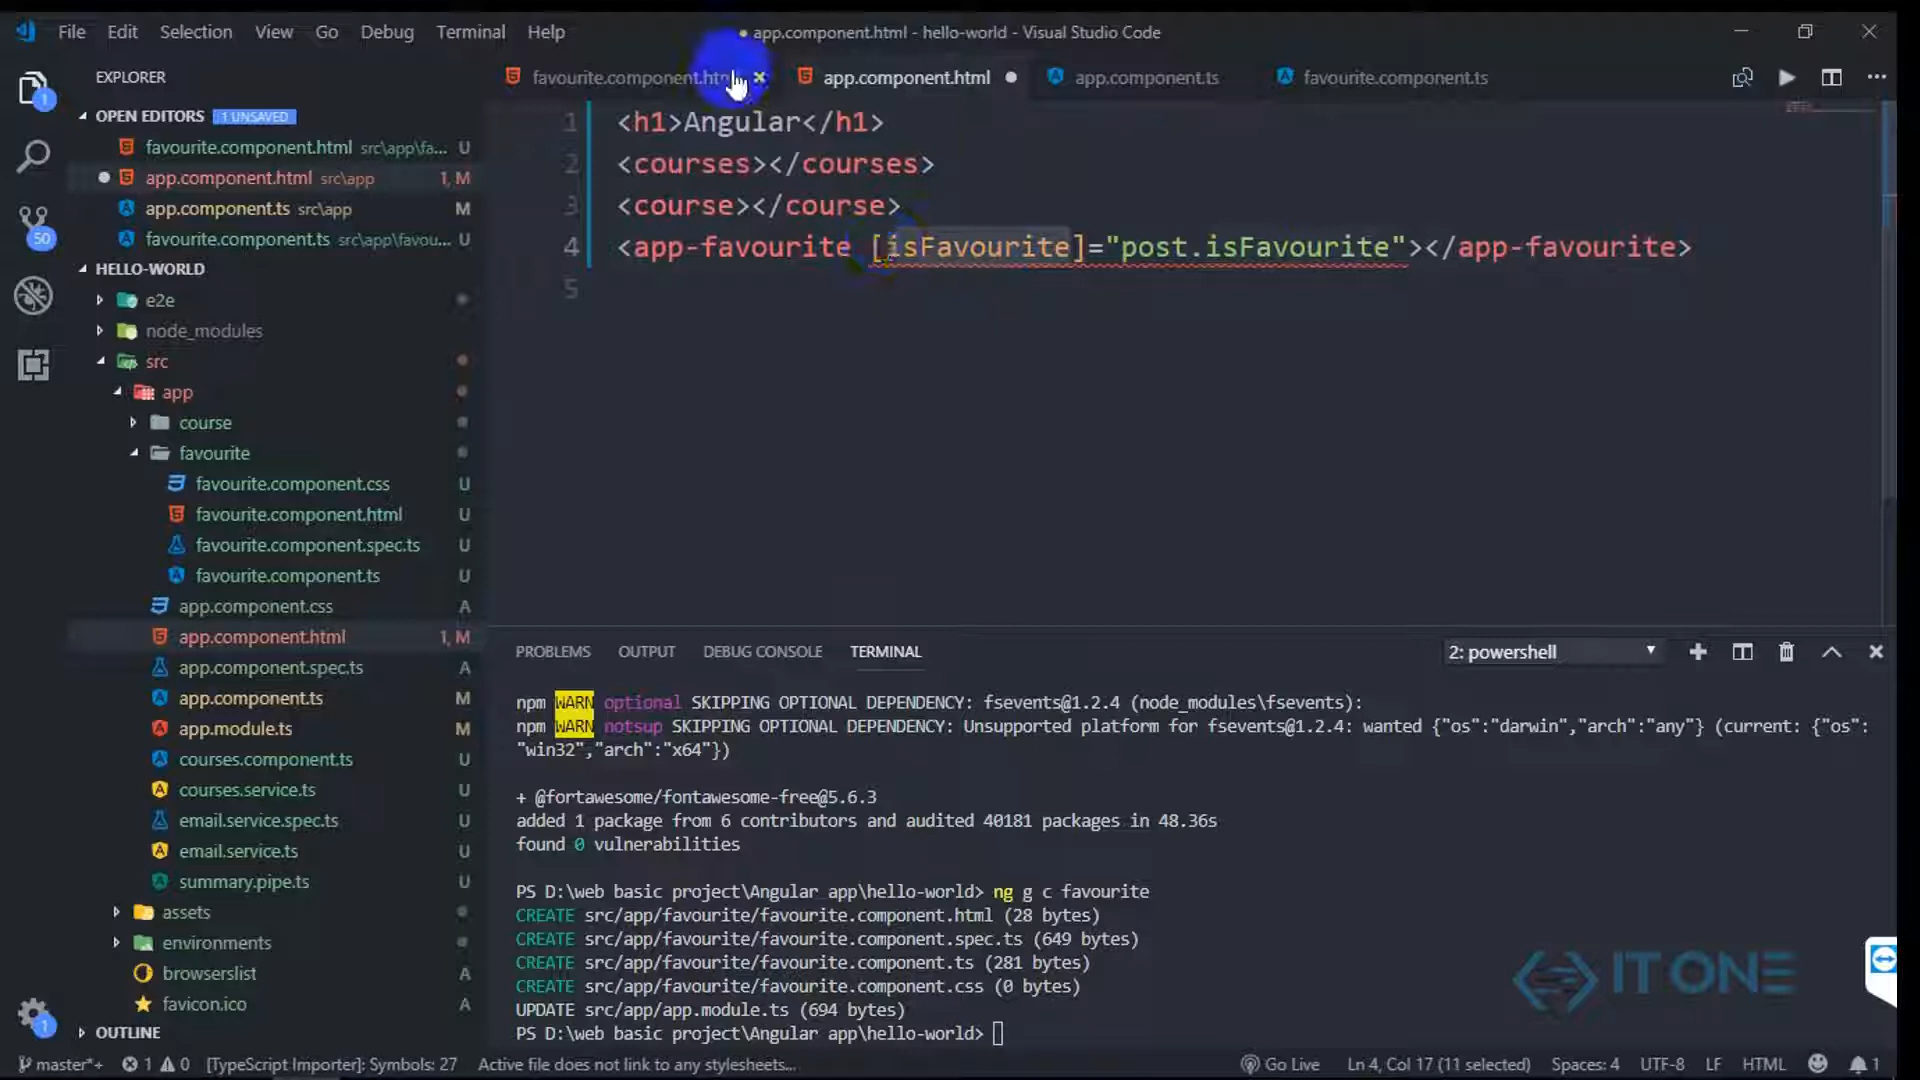 File Edit Selection View Go Debug Terminal Help
● app.component.html - hello-world - Visual Studio Code
EXPLORER
OPEN EDITORS 1 UNSAVED
favourite.component.html src\app\fa... U
app.component.html src\app 1, M
app.component.ts src\app M
favourite.component.ts src\app\favou... U
HELLO-WORLD
e2e
node_modules
src
app
course
favourite
favourite.component.css U
favourite.component.html U
favourite.component.spec.ts U
favourite.component.ts U
app.component.css A
app.component.html 1, M
app.component.spec.ts A
app.component.ts M
app.module.ts M
courses.component.ts U
courses.service.ts U
email.service.spec.ts U
email.service.ts U
summary.pipe.ts U
assets
environments
browserslist A
favicon.ico A
OUTLINE
1
50
1
favourite.component.htm app.component.html app.component.ts favourite.component.ts
1 <h1>Angular</h1>
2 <courses></courses>
3 <course></course>
4 <app-favourite [isFavourite]="post.isFavourite"></app-favourite>
5
PROBLEMS OUTPUT DEBUG CONSOLE TERMINAL 2: powershell
npm WARN optional SKIPPING OPTIONAL DEPENDENCY: fsevents@1.2.4 (node_modules\fsevents):
npm WARN notsup SKIPPING OPTIONAL DEPENDENCY: Unsupported platform for fsevents@1.2.4: wanted {"os":"darwin","arch":"any"} (current: {"os":
"win32","arch":"x64"})
+ @fortawesome/fontawesome-free@5.6.3
added 1 package from 6 contributors and audited 40181 packages in 48.36s
found 0 vulnerabilities
PS D:\web basic project\Angular app\hello-world> ng g c favourite
CREATE src/app/favourite/favourite.component.html (28 bytes)
CREATE src/app/favourite/favourite.component.spec.ts (649 bytes)
CREATE src/app/favourite/favourite.component.ts (281 bytes)
CREATE src/app/favourite/favourite.component.css (0 bytes)
UPDATE src/app/app.module.ts (694 bytes)
PS D:\web basic project\Angular app\hello-world>
IT ONE
master*+ 1 0 [TypeScript Importer]: Symbols: 27 Active file does not link to any stylesheets... Go Live Ln 4, Col 17 (11 selected) Spaces: 4 UTF-8 LF HTML 1